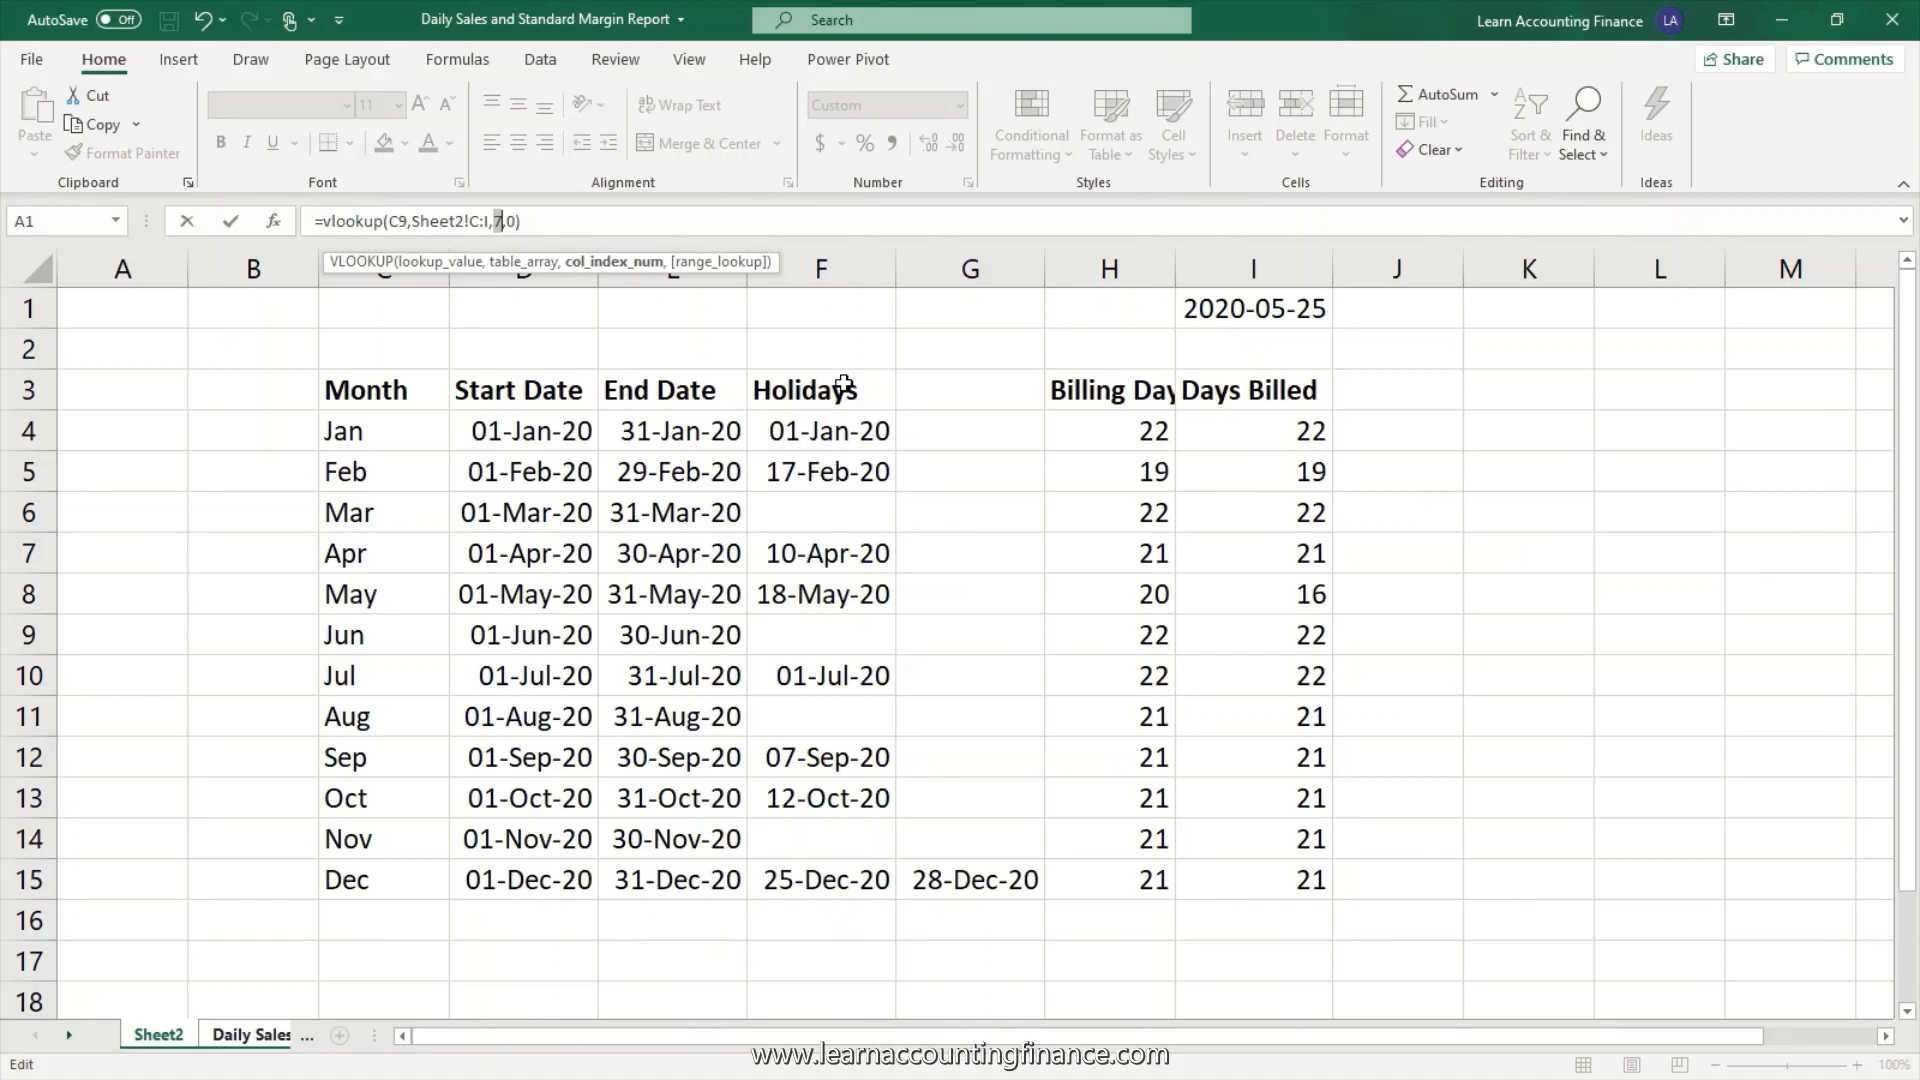 AutoSave Off
Daily Sales and Standard Margin Report
Search
Learn Accounting Finance LA
File Home Insert Draw Page Layout Formulas Data Review View Help Power Pivot
Share Comments
Paste
Cut
Copy
Format Painter
Clipboard
11
B I U
Font
Wrap Text
Merge & Center
Alignment
Custom
$ %
Number
Conditional Formatting
Format as Table
Cell Styles
Styles
Insert Delete Format
Cells
AutoSum
Fill
Clear
Sort & Filter
Find & Select
Editing
Ideas
Ideas
A1 fx =vlookup(C9,Sheet2!C:I,7,0)
VLOOKUP(lookup_value, table_array, col_index_num, [range_lookup])
A B F G H I J K L M
1 2020-05-25
2
3 Month Start Date End Date Holidays Billing Day Days Billed
4 Jan 01-Jan-20 31-Jan-20 01-Jan-20 22 22
5 Feb 01-Feb-20 29-Feb-20 17-Feb-20 19 19
6 Mar 01-Mar-20 31-Mar-20 22 22
7 Apr 01-Apr-20 30-Apr-20 10-Apr-20 21 21
8 May 01-May-20 31-May-20 18-May-20 20 16
9 Jun 01-Jun-20 30-Jun-20 22 22
10 Jul 01-Jul-20 31-Jul-20 01-Jul-20 22 22
11 Aug 01-Aug-20 31-Aug-20 21 21
12 Sep 01-Sep-20 30-Sep-20 07-Sep-20 21 21
13 Oct 01-Oct-20 31-Oct-20 12-Oct-20 21 21
14 Nov 01-Nov-20 30-Nov-20 21 21
15 Dec 01-Dec-20 31-Dec-20 25-Dec-20 28-Dec-20 21 21
16
17
18
Sheet2 Daily Sales ...
www.learnaccountingfinance.com
Edit 100%